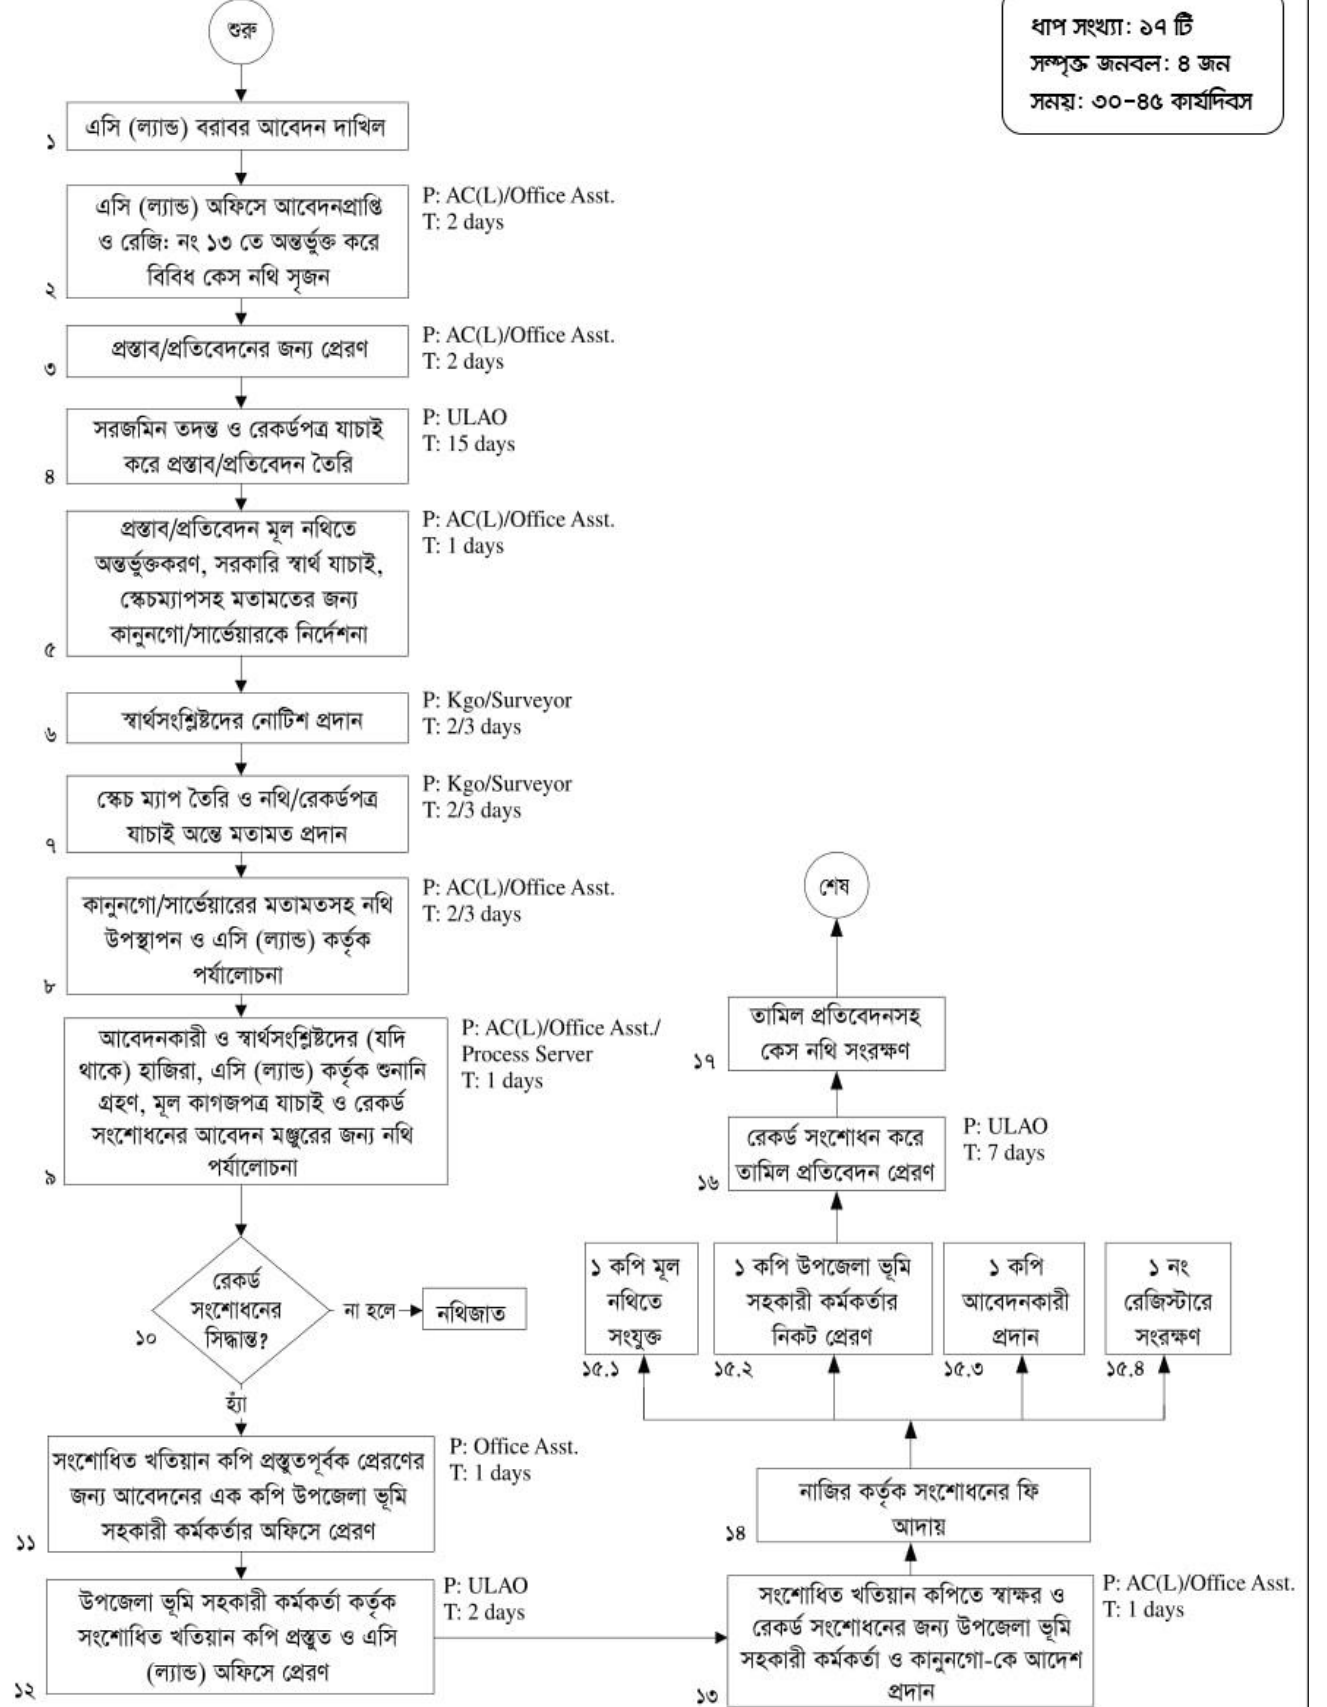 শুরু
ধাপ সংখ্যা: ১৭ টি
সম্পৃক্ত জনবল: ৪ জন
সময়: ৩০-৪৫ কার্যদিবস
এসি (ল্যান্ড) বরাবর আবেদন দাখিল
১
এসি (ল্যান্ড) অফিসে আবেদনপ্রাপ্তি
ও রেজি: নং ১৩ তে অন্তর্ভুক্ত করে
বিবিধ কেস নথি সৃজন
২
P: AC(L)/Office Asst.
T: 2 days
প্রস্তাব/প্রতিবেদনের জন্য প্রেরণ
৩
P: AC(L)/Office Asst.
T: 2 days
সরজমিন তদন্ত ও রেকর্ডপত্র যাচাই
করে প্রস্তাব/প্রতিবেদন তৈরি
৪
P: ULAO
T: 15 days
প্রস্তাব/প্রতিবেদন মূল নথিতে
অন্তর্ভুক্তকরণ, সরকারি স্বার্থ যাচাই,
স্কেচম্যাপসহ মতামতের জন্য
কানুনগো/সার্ভেয়ারকে নির্দেশনা
৫
P: AC(L)/Office Asst.
T: 1 days
স্বার্থসংশ্লিষ্টদের নোটিশ প্রদান
৬
P: Kgo/Surveyor
T: 2/3 days
স্কেচ ম্যাপ তৈরি ও নথি/রেকর্ডপত্র
যাচাই অন্তে মতামত প্রদান
৭
P: Kgo/Surveyor
T: 2/3 days
কানুনগো/সার্ভেয়ারের মতামতসহ নথি
উপস্থাপন ও এসি (ল্যান্ড) কর্তৃক
পর্যালোচনা
৮
P: AC(L)/Office Asst.
T: 2/3 days
আবেদনকারী ও স্বার্থসংশ্লিষ্টদের (যদি
থাকে) হাজিরা, এসি (ল্যান্ড) কর্তৃক শুনানি
গ্রহণ, মূল কাগজপত্র যাচাই ও রেকর্ড
সংশোধনের আবেদন মঞ্জুরের জন্য নথি
পর্যালোচনা
৯
P: AC(L)/Office Asst./
Process Server
T: 1 days
রেকর্ড
সংশোধনের
সিদ্ধান্ত?
১০
না হলে
নথিজাত
হ্যাঁ
সংশোধিত খতিয়ান কপি প্রস্তুতপূর্বক প্রেরণের
জন্য আবেদনের এক কপি উপজেলা ভূমি
সহকারী কর্মকর্তার অফিসে প্রেরণ
১১
P: Office Asst.
T: 1 days
উপজেলা ভূমি সহকারী কর্মকর্তা কর্তৃক
সংশোধিত খতিয়ান কপি প্রস্তুত ও এসি
(ল্যান্ড) অফিসে প্রেরণ
১২
P: ULAO
T: 2 days
সংশোধিত খতিয়ান কপিতে স্বাক্ষর ও
রেকর্ড সংশোধনের জন্য উপজেলা ভূমি
সহকারী কর্মকর্তা ও কানুনগো-কে আদেশ
প্রদান
১৩
P: AC(L)/Office Asst.
T: 1 days
নাজির কর্তৃক সংশোধনের ফি
আদায়
১৪
১ কপি মূল
নথিতে
সংযুক্ত
১৫.১
১ কপি উপজেলা ভূমি
সহকারী কর্মকর্তার
নিকট প্রেরণ
১৫.২
১ কপি
আবেদনকারী
প্রদান
১৫.৩
১ নং
রেজিস্টারে
সংরক্ষণ
১৫.৪
রেকর্ড সংশোধন করে
তামিল প্রতিবেদন প্রেরণ
১৬
P: ULAO
T: 7 days
তামিল প্রতিবেদনসহ
কেস নথি সংরক্ষণ
১৭
শেষ